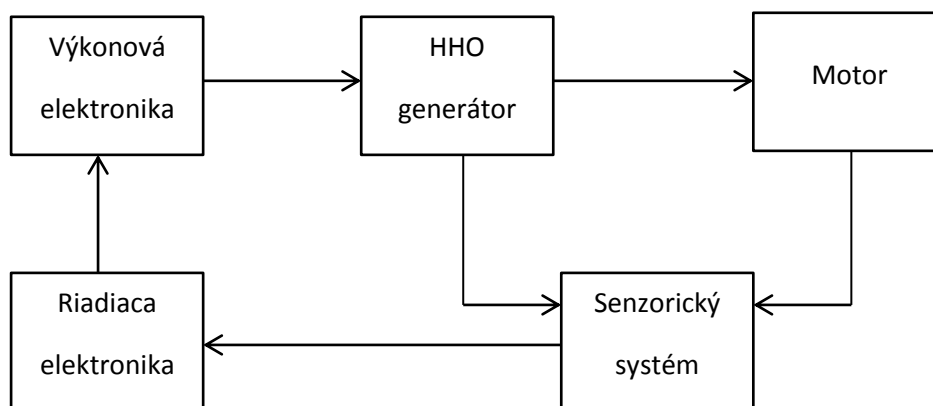 Výkonová
elektronika
HHO
generátor
Motor
Riadiaca
elektronika
Senzorický
systém